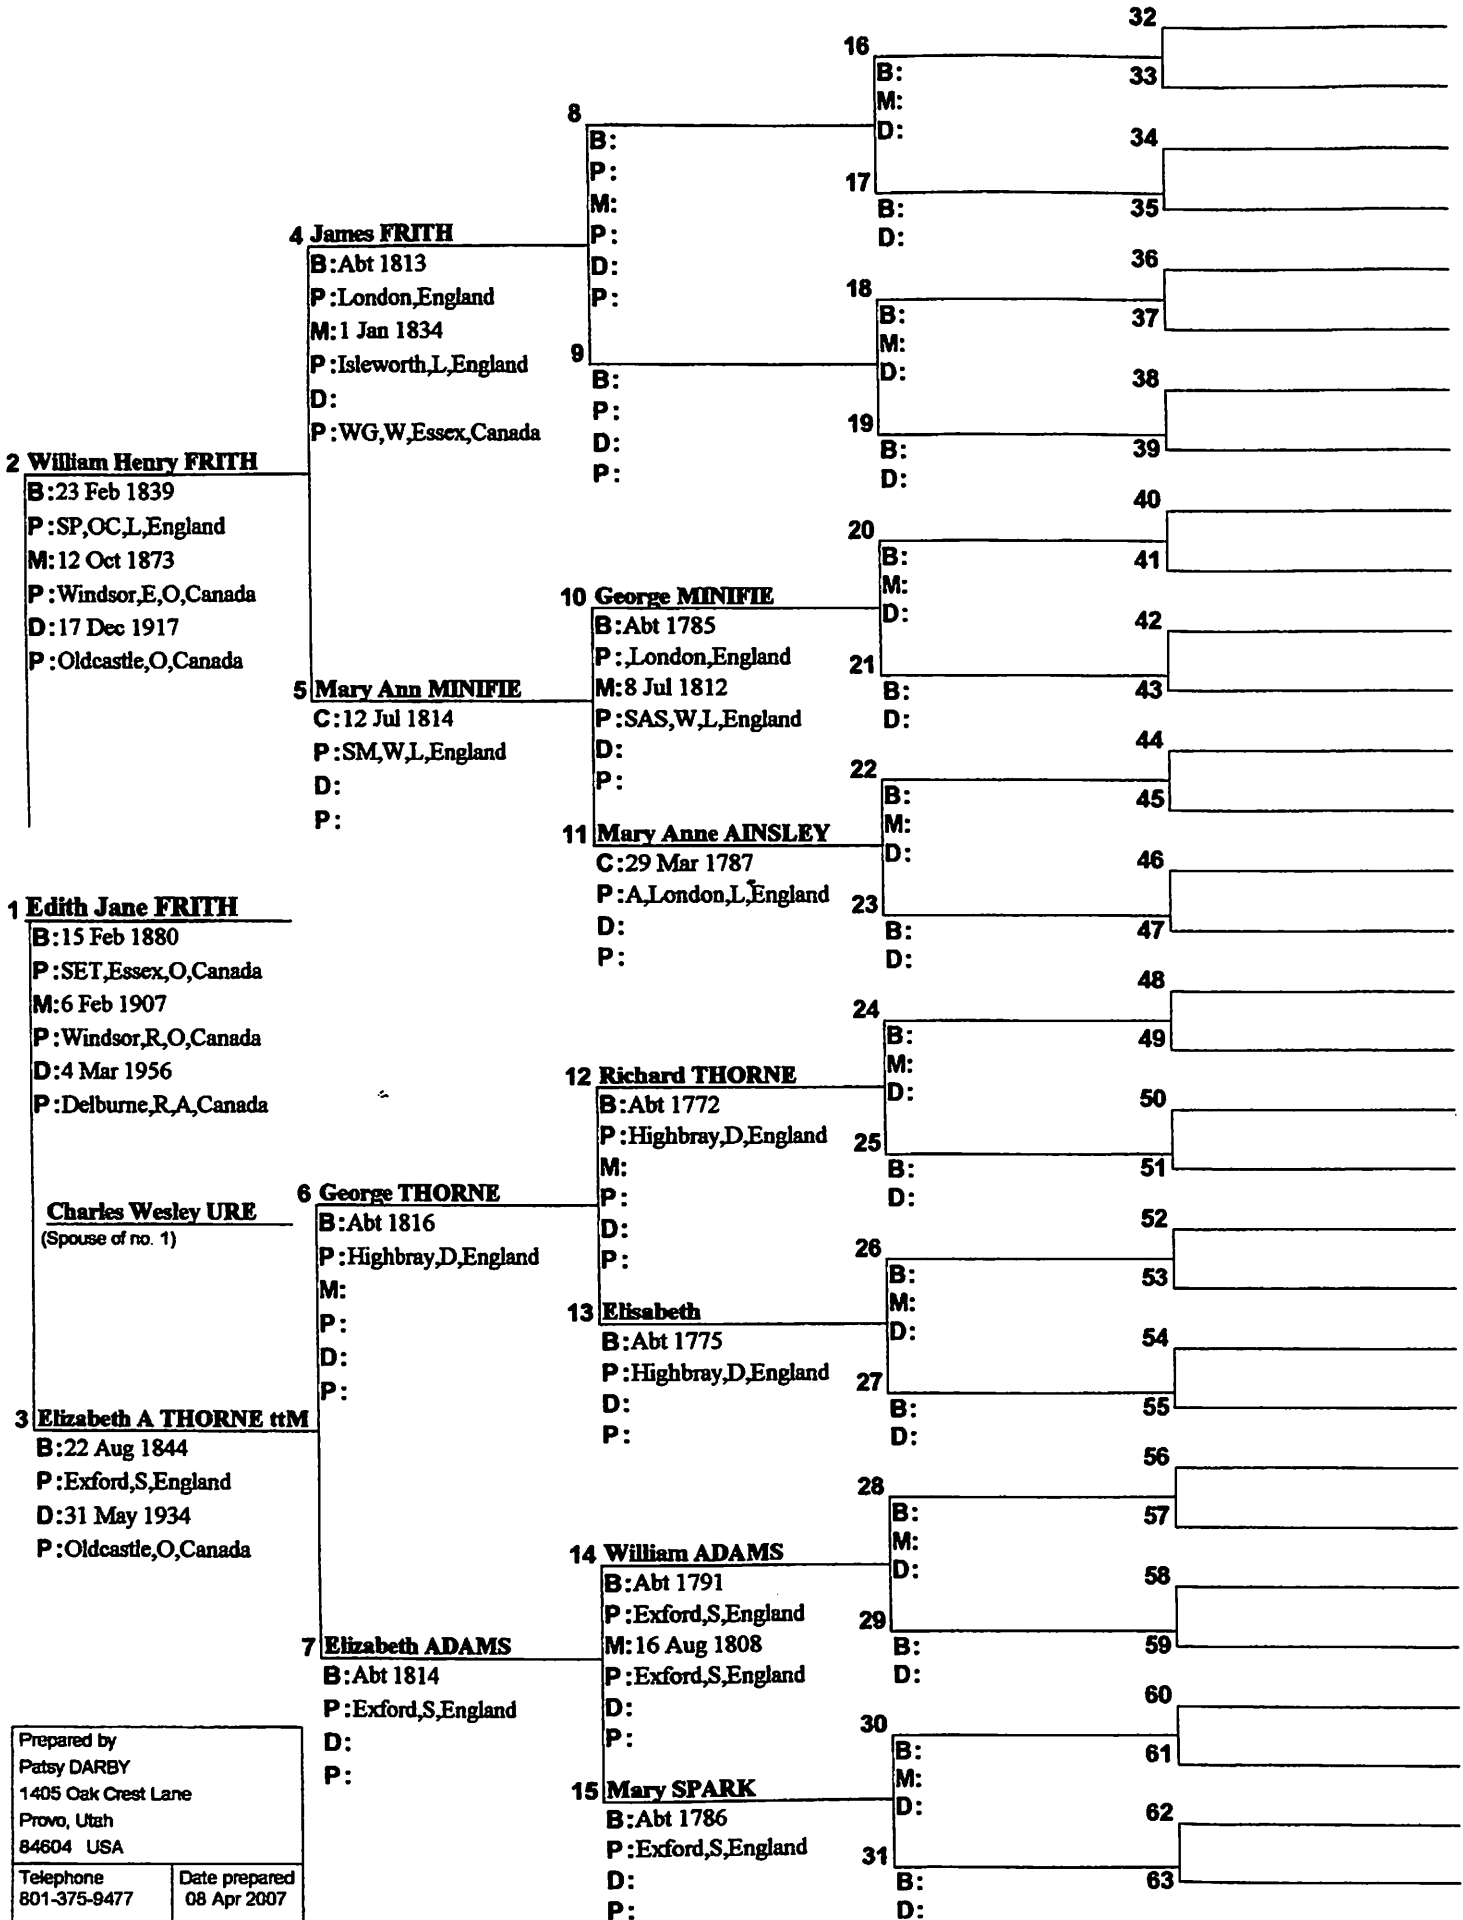 1 Edith Jane FRITH
B:15 Feb 1880
P:SET,Essex,O,Canada
M:6 Feb 1907
P:Windsor,R,O,Canada
D:4 Mar 1956
P:Delburne,R,A,Canada
Charles Wesley URE
(Spouse of no. 1)
2 William Henry FRITH
B:23 Feb 1839
P:SP,OC,L,England
M:12 Oct 1873
P:Windsor,E,O,Canada
D:17 Dec 1917
P:Oldcastle,O,Canada
3 Elizabeth A THORNE ttM
B:22 Aug 1844
P:Exford,S,England
D:31 May 1934
P:Oldcastle,O,Canada
4 James FRITH
B:Abt 1813
P:London,England
M:1 Jan 1834
P:Isleworth,L,England
D:
P:WG,W,Essex,Canada
5 Mary Ann MINIFIE
C:12 Jul 1814
P:SM,W,L,England
D:
P:
6 George THORNE
B:Abt 1816
P:Highbray,D,England
M:
P:
D:
P:
7 Elizabeth ADAMS
B:Abt 1814
P:Exford,S,England
D:
P:
8
B:
P:
M:
P:
D:
P:
9
B:
P:
D:
P:
10 George MINIFIE
B:Abt 1785
P:,London,England
M:8 Jul 1812
P:SAS,W,L,England
D:
P:
11 Mary Anne AINSLEY
C:29 Mar 1787
P:A,London,L,England
D:
P:
12 Richard THORNE
B:Abt 1772
P:Highbray,D,England
M:
P:
D:
P:
13 Elisabeth
B:Abt 1775
P:Highbray,D,England
D:
P:
14 William ADAMS
B:Abt 1791
P:Exford,S,England
M:16 Aug 1808
P:Exford,S,England
D:
P:
15 Mary SPARK
B:Abt 1786
P:Exford,S,England
D:
P:
16
B:
M:
D:
17
B:
D:
18
B:
M:
D:
19
B:
D:
20
B:
M:
D:
21
B:
D:
22
B:
M:
D:
23
B:
D:
24
B:
M:
D:
25
B:
D:
26
B:
M:
D:
27
B:
D:
28
B:
M:
D:
29
B:
D:
30
B:
M:
D:
31
B:
D:
32
33
34
35
36
37
38
39
40
41
42
43
44
45
46
47
48
49
50
51
52
53
54
55
56
57
58
59
60
61
62
63
Prepared by
Patsy DARBY
1405 Oak Crest Lane
Provo, Utah
84604 USA
Telephone
801-375-9477
Date prepared
08 Apr 2007